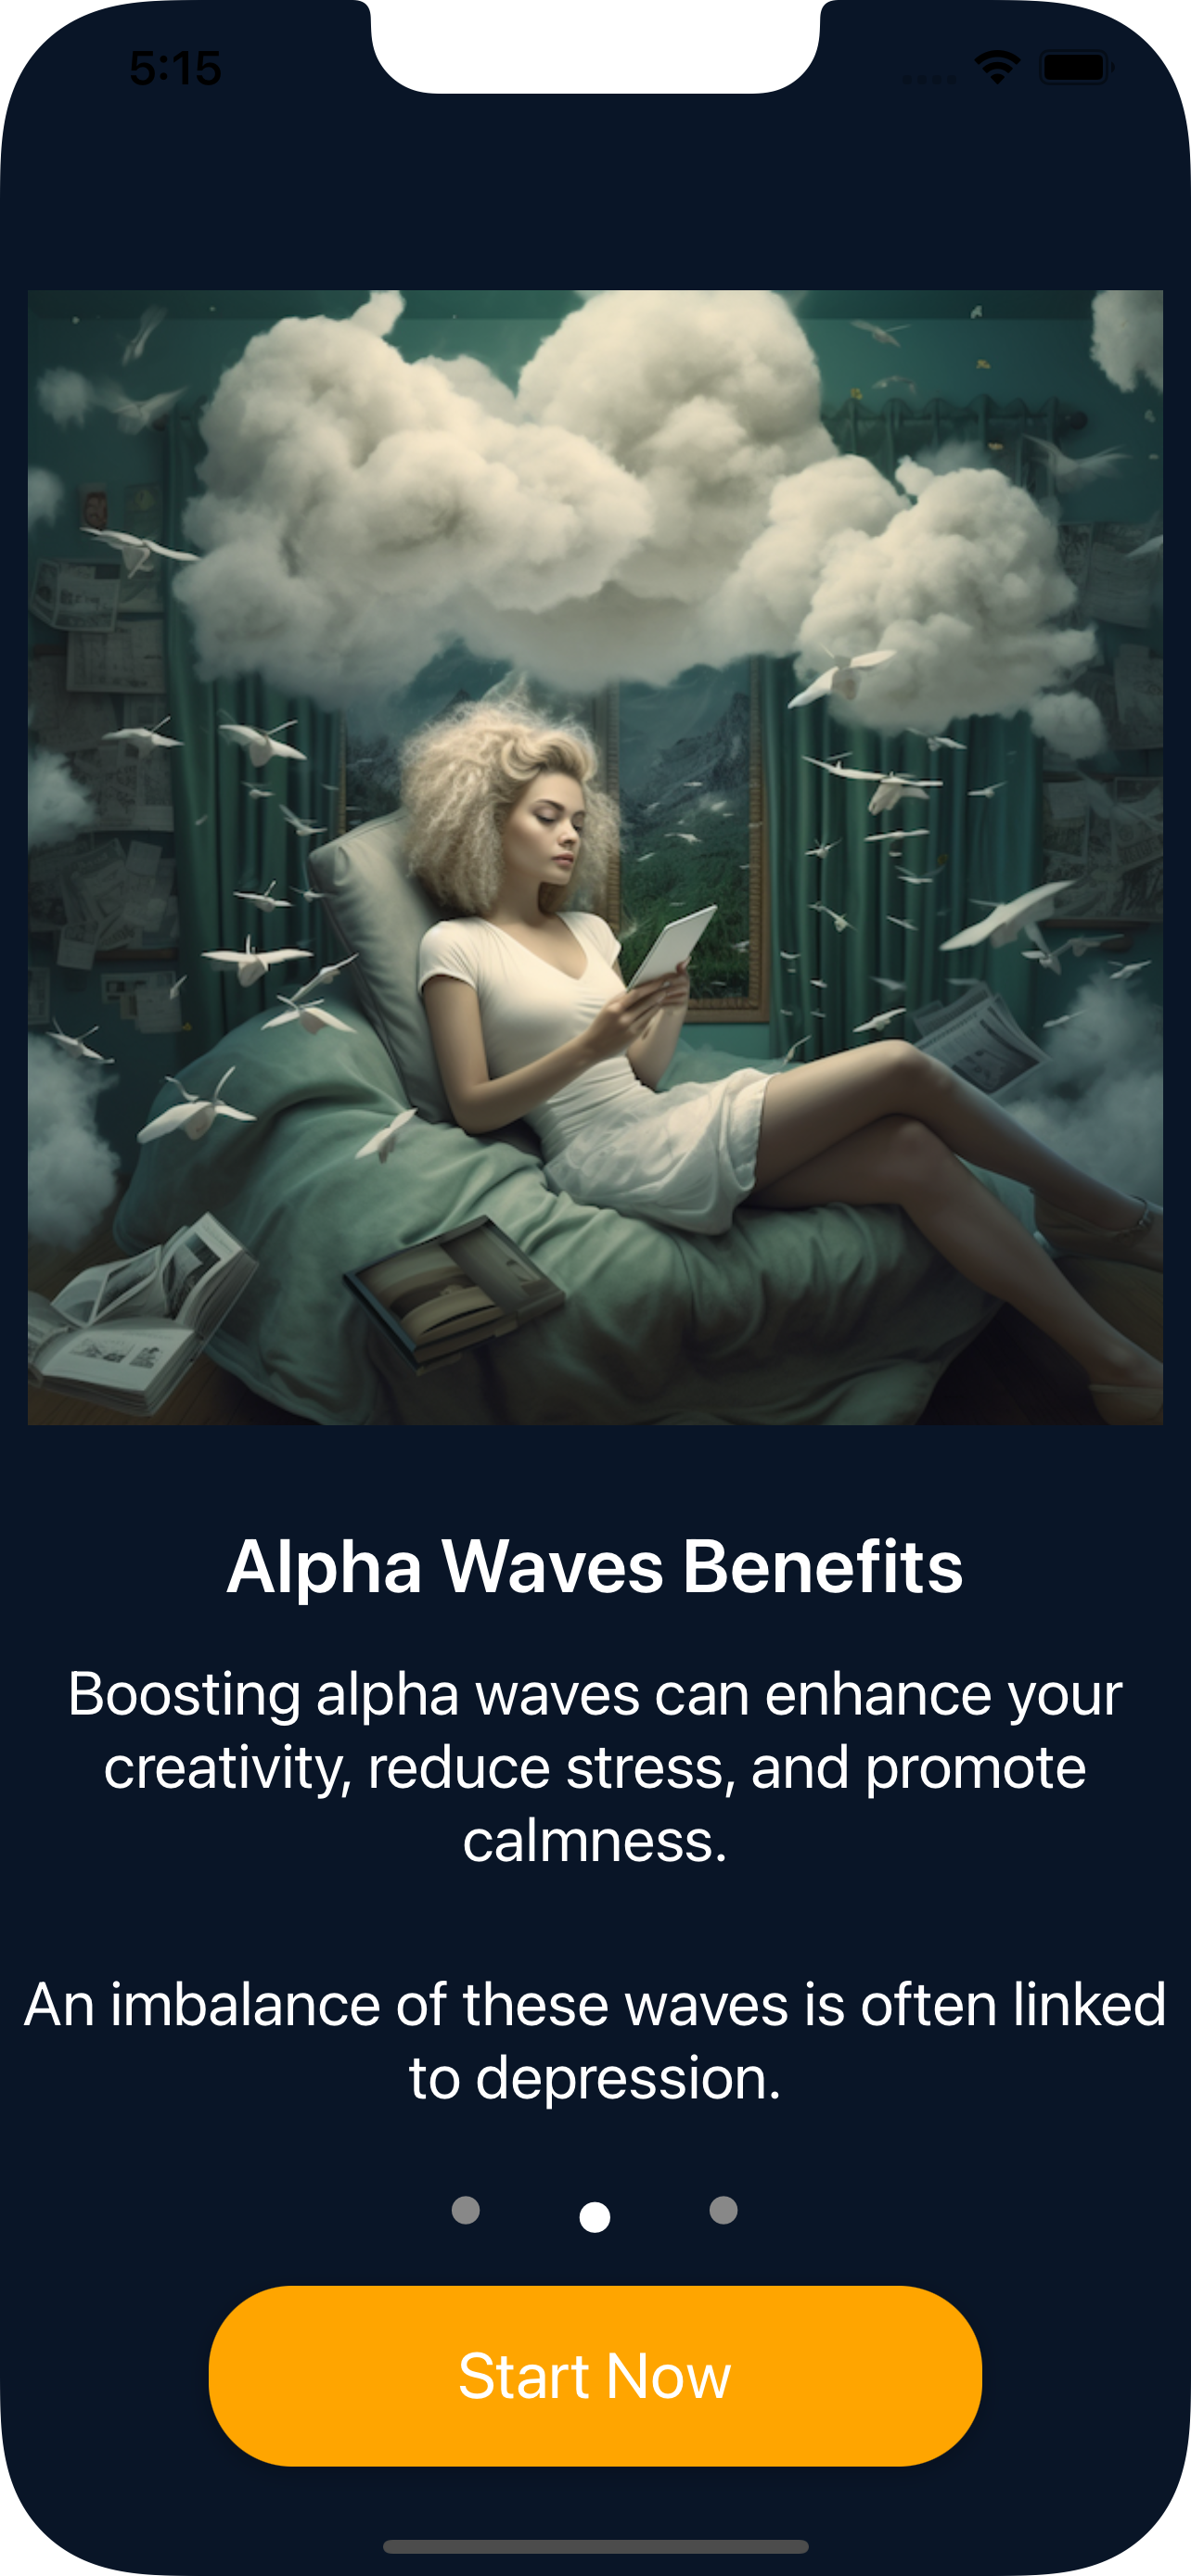 5:15
Alpha Waves Benefits
Boosting alpha waves can enhance your
creativity, reduce stress, and promote
calmness.
An imbalance of these waves is often linked
to depression.
Start Now